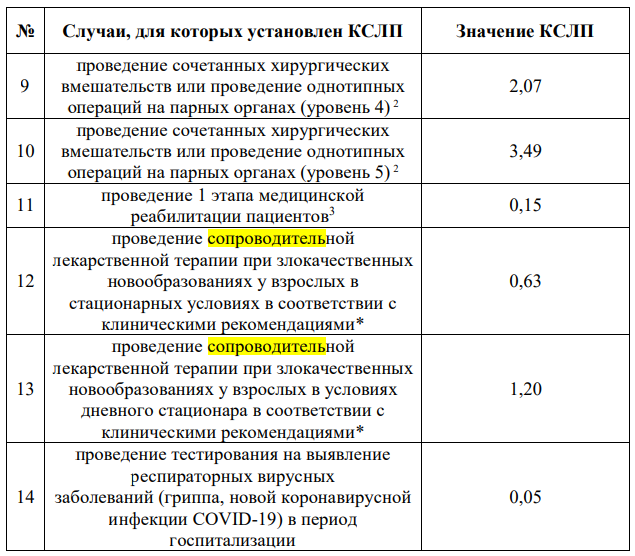 № Случаи, для которых установлен КСЛП Значение КСЛП
проведение сочетанных хирургических
вмешательств или проведение однотипных
операций на парных органах (уровень 4) ²
9 2,07
проведение сочетанных хирургических
вмешательств или проведение однотипных
операций на парных органах (уровень 5) ²
10 3,49
проведение 1 этапа медицинской
реабилитации пациентов³
11 0,15
проведение сопроводительной
лекарственной терапии при злокачественных
новообразованиях у взрослых в
стационарных условиях в соответствии с
клиническими рекомендациями*
12 0,63
проведение сопроводительной
лекарственной терапии при злокачественных
новообразованиях у взрослых в условиях
дневного стационара в соответствии с
клиническими рекомендациями*
13 1,20
проведение тестирования на выявление
респираторных вирусных
заболеваний (гриппа, новой коронавирусной
инфекции COVID-19) в период
госпитализации
14 0,05